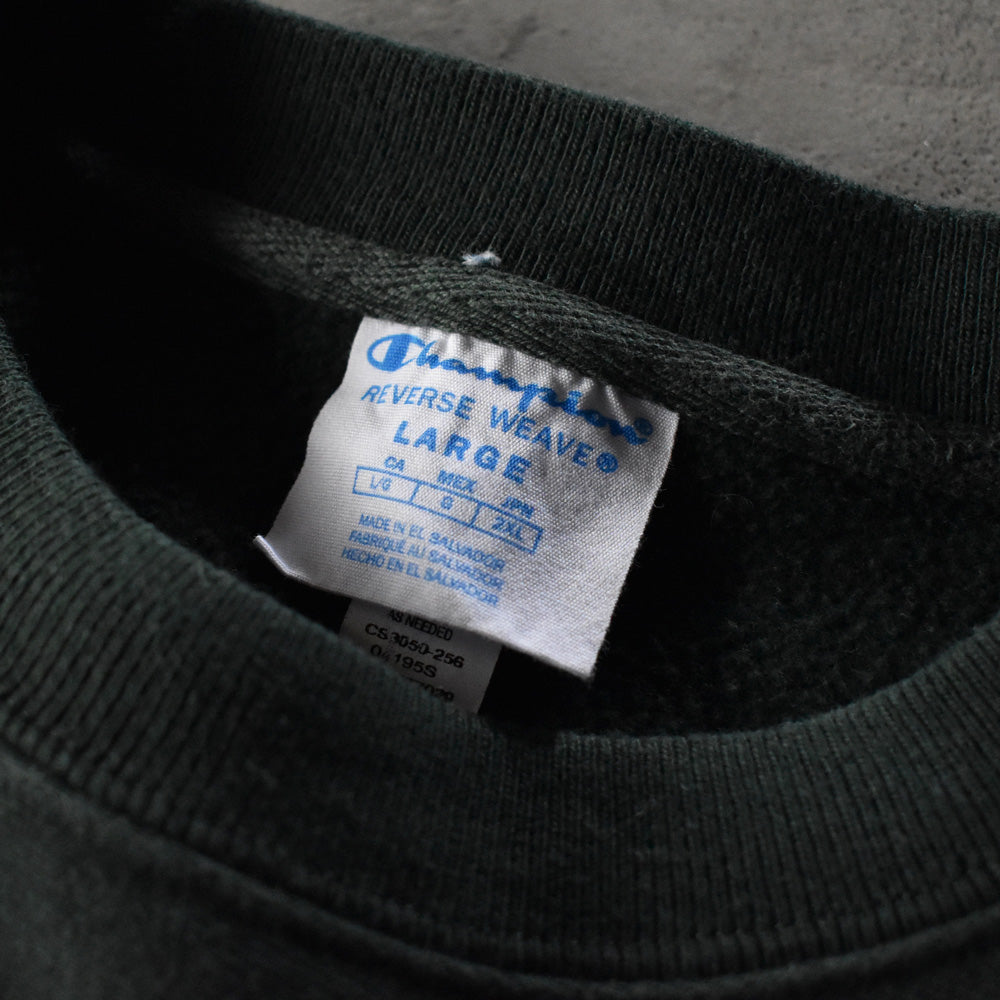 Champion®
REVERSE WEAVE®
LARGE
CA MEX JPN
L/G G 2XL
MADE IN EL SALVADOR
FABRIQUÉ AU SALVADOR
HECHO EN EL SALVADOR
AS NEEDED
CS3050-256
04195S